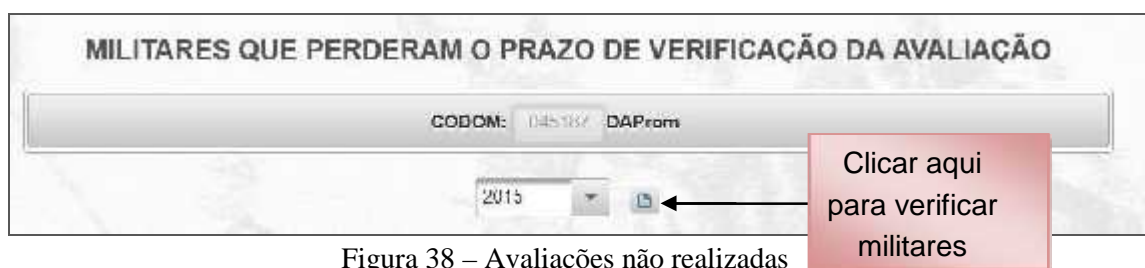 MILITARES QUE PERDERAM O PRAZO DE VERIFICAÇÃO DA AVALIAÇÃO
CODOM: 045187 DAProm
2015
Clicar aqui
para verificar
militares
Figura 38 – Avaliações não realizadas